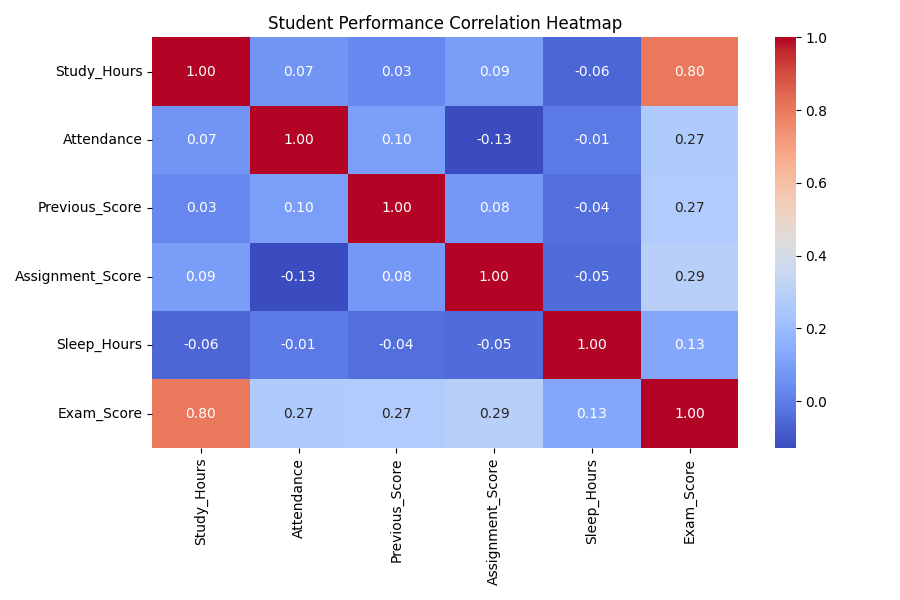 Student Performance Correlation Heatmap
Study_Hours 1.00 0.07 0.03 0.09 -0.06 0.80
Attendance 0.07 1.00 0.10 -0.13 -0.01 0.27
Previous_Score 0.03 0.10 1.00 0.08 -0.04 0.27
Assignment_Score 0.09 -0.13 0.08 1.00 -0.05 0.29
Sleep_Hours -0.06 -0.01 -0.04 -0.05 1.00 0.13
Exam_Score 0.80 0.27 0.27 0.29 0.13 1.00
Study_Hours Attendance Previous_Score Assignment_Score Sleep_Hours Exam_Score
1.0
0.8
0.6
0.4
0.2
0.0